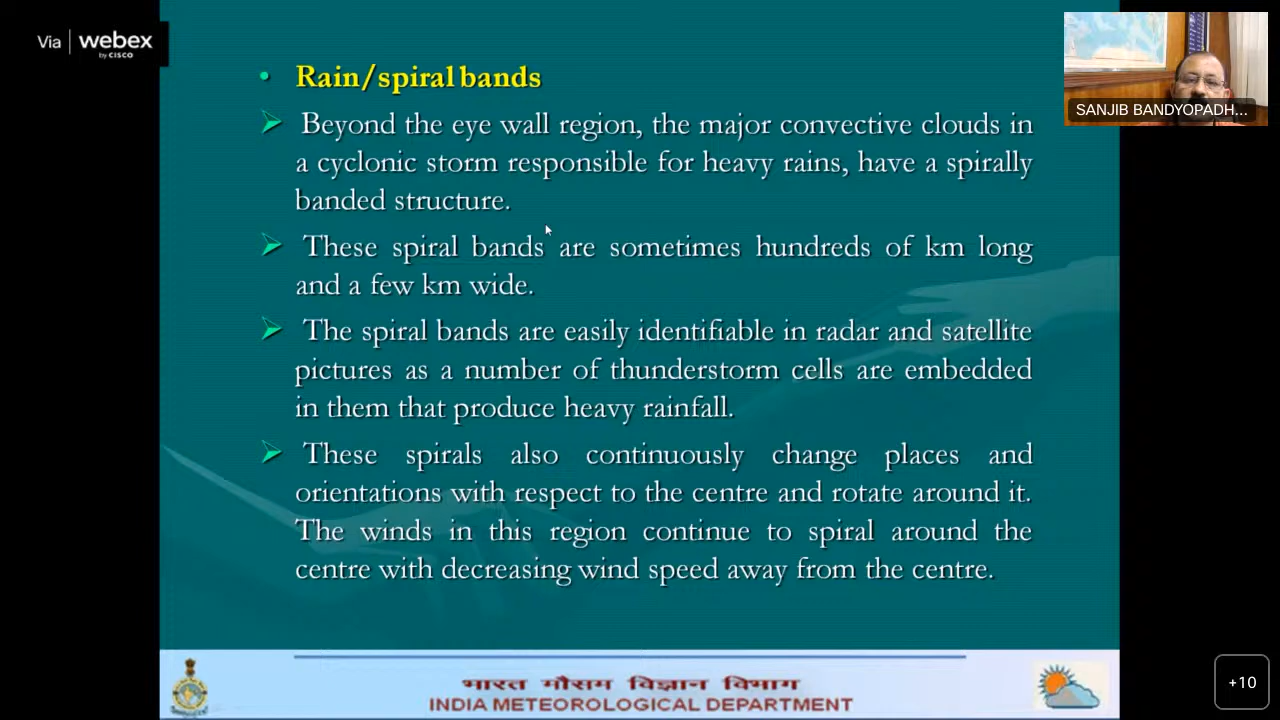 Via webex
by CISCO
• Rain/spiral bands
➢ Beyond the eye wall region, the major convective clouds in
a cyclonic storm responsible for heavy rains, have a spirally
banded structure.
➢ These spiral bands are sometimes hundreds of km long
and a few km wide.
➢ The spiral bands are easily identifiable in radar and satellite
pictures as a number of thunderstorm cells are embedded
in them that produce heavy rainfall.
➢ These spirals also continuously change places and
orientations with respect to the centre and rotate around it.
The winds in this region continue to spiral around the
centre with decreasing wind speed away from the centre.
SANJIB BANDYOPADH...
भारत मौसम विज्ञान विभाग
INDIA METEOROLOGICAL DEPARTMENT
+10